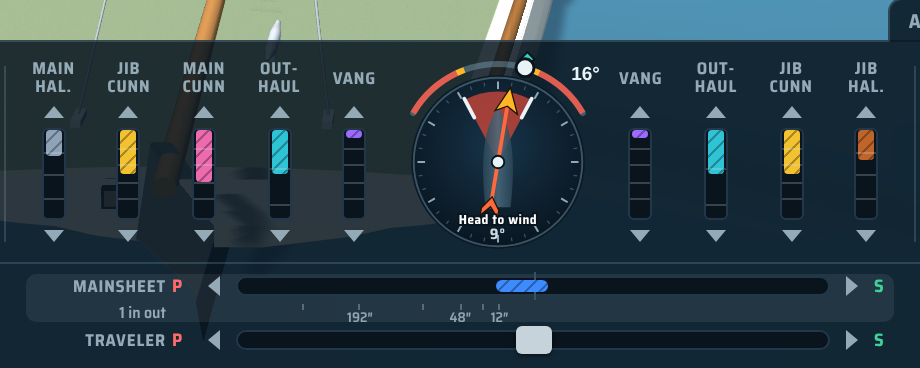 A
MAIN HAL.
JIB CUNN
MAIN CUNN
OUT- HAUL
VANG
16°
VANG
OUT- HAUL
JIB CUNN
JIB HAL.
Head to wind
9°
MAINSHEET P
S
1 in out
192" 48" 12"
TRAVELER P
S